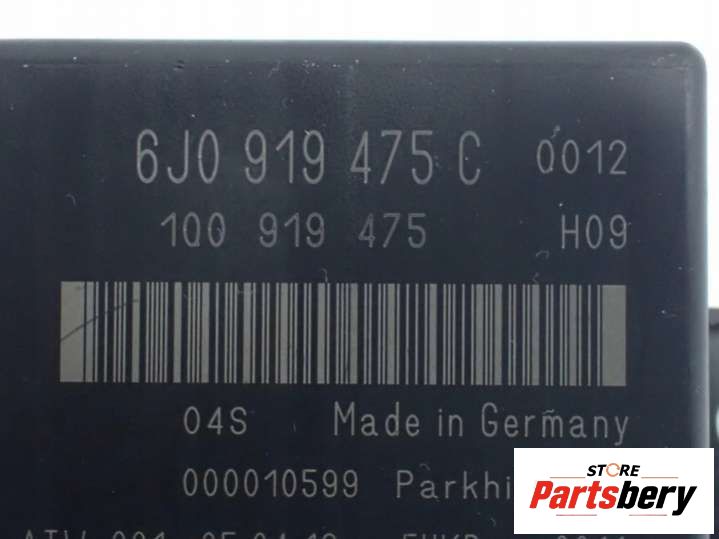 6J0 919 475 C 0012
1Q0 919 475 H09
04S Made in Germany
000010599 Parkhi
STORE
Partsbery